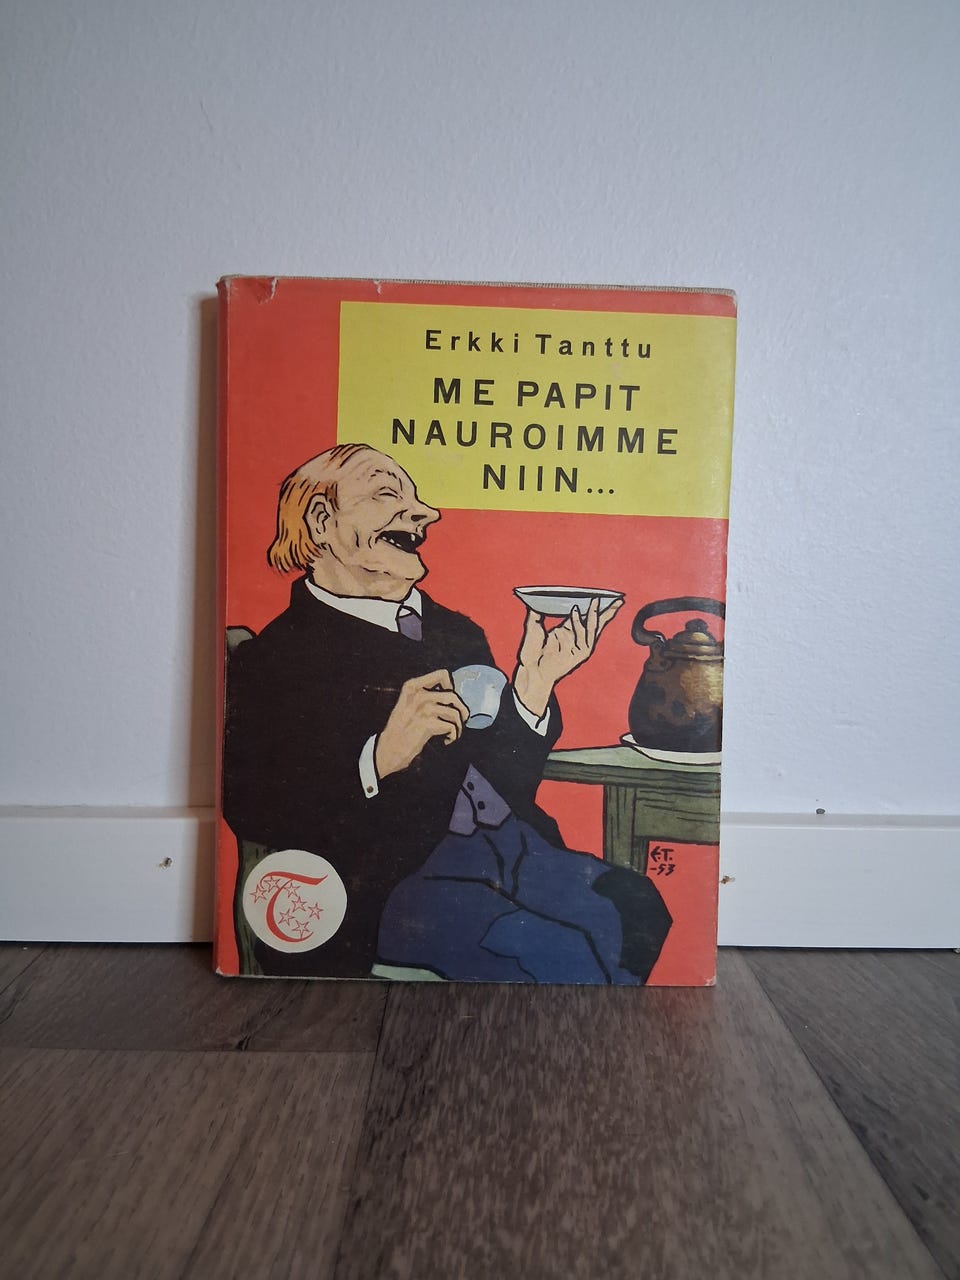 Erkki Tanttu
ME PAPIT
NAUROIMME
NIIN...
E.T.
-53
T